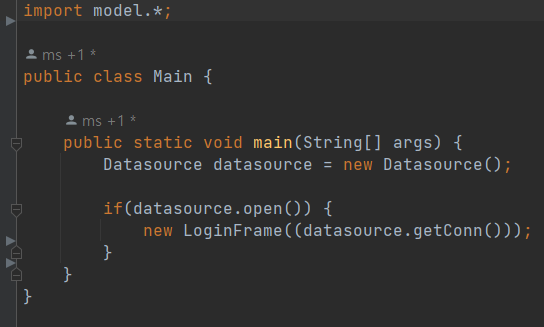 import model.*;
ms +1 *
public class Main {
ms +1 *
public static void main(String[] args) {
Datasource datasource = new Datasource();
if(datasource.open()) {
new LoginFrame((datasource.getConn()));
}
}
}